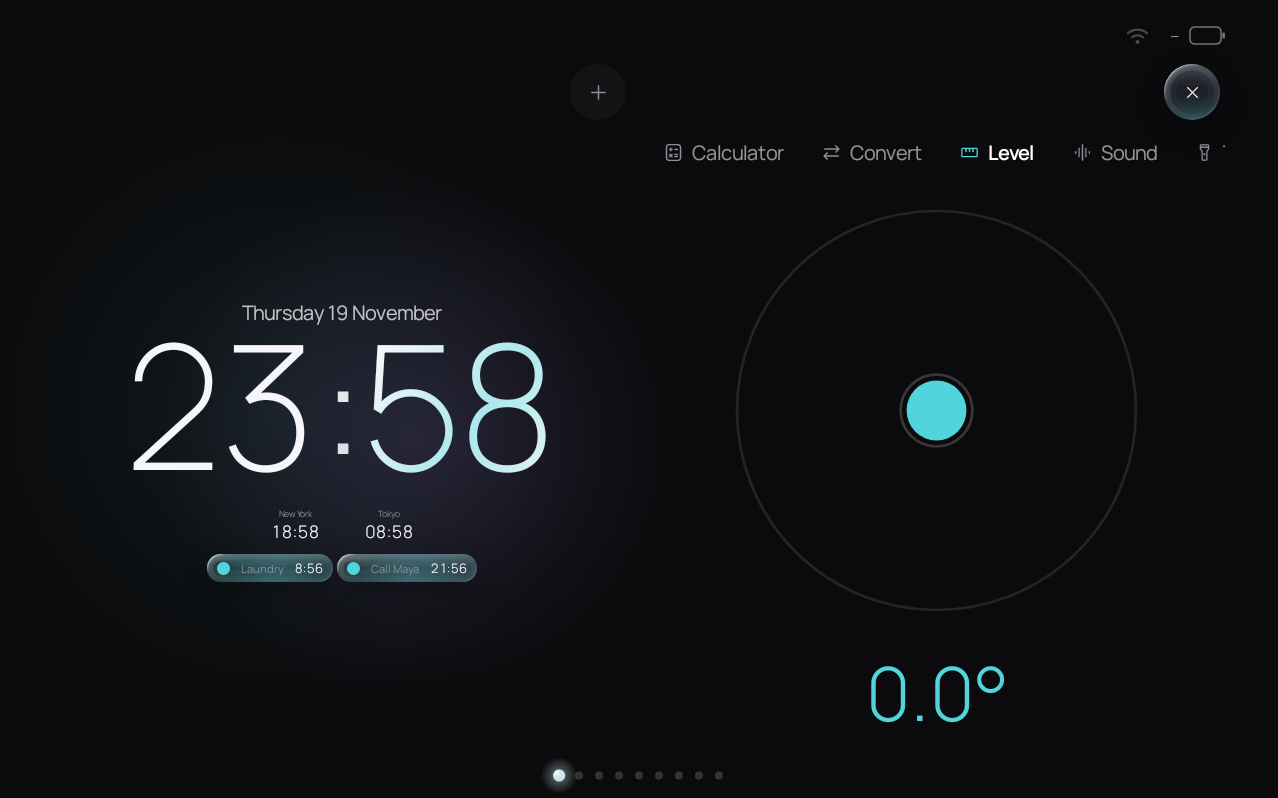 Calculator Convert Level Sound
Thursday 19 November
23:58
New York Tokyo
18:58 08:58
Laundry 8:56 Call Maya 21:56
0.0°